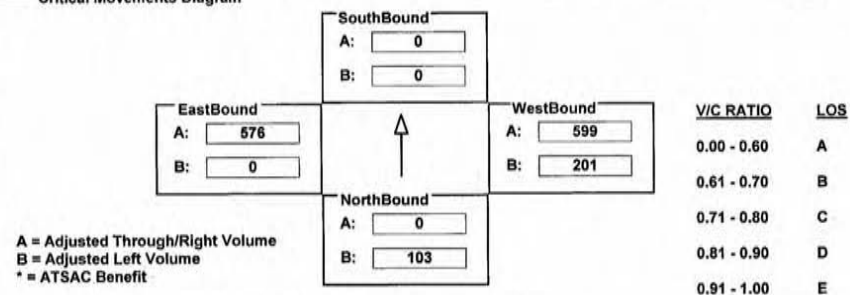 Critical Movements Diagram
SouthBound
A: 0
B: 0
EastBound
A: 576
B: 0
WestBound
A: 599
B: 201
NorthBound
A: 0
B: 103
A = Adjusted Through/Right Volume
B = Adjusted Left Volume
* = ATSAC Benefit
V/C RATIO LOS
0.00 - 0.60 A
0.61 - 0.70 B
0.71 - 0.80 C
0.81 - 0.90 D
0.91 - 1.00 E